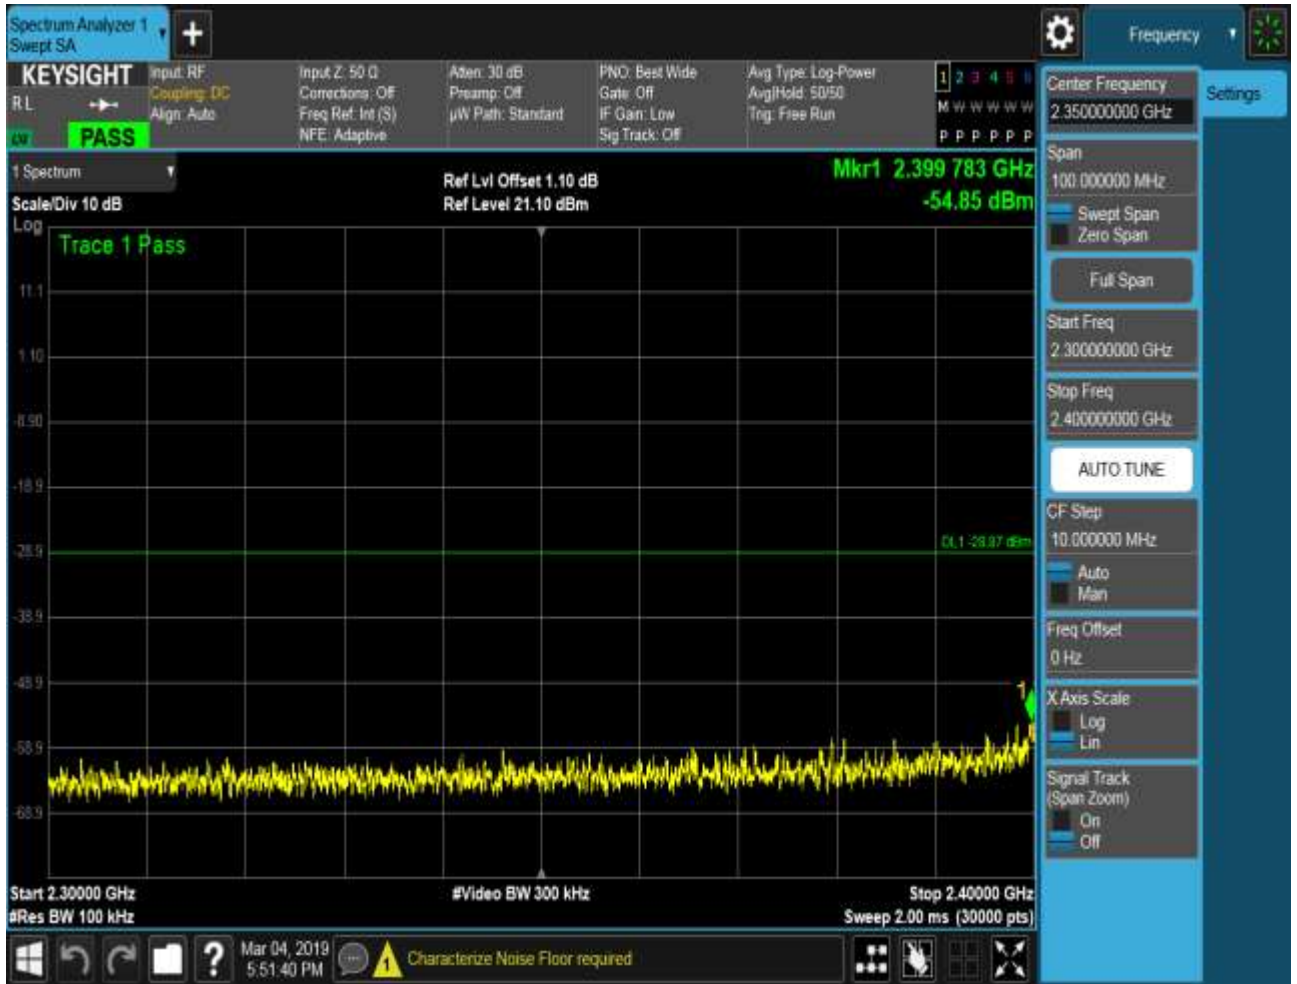 Spectrum Analyzer 1
Swept SA
+
Frequency
KEYSIGHT
R L
PASS
Input: RF
Coupling: DC
Align: Auto
Input Z: 50 Ω
Corrections: Off
Freq Ref: Int (S)
NFE: Adaptive
Atten: 30 dB
Preamp: Off
µW Path: Standard
PNO: Best Wide
Gate: Off
IF Gain: Low
Sig Track: Off
Avg Type: Log-Power
Avg|Hold: 50/50
Trig: Free Run
1 2 3 4 5 6
M W W W W W
P P P P P P
1 Spectrum
Scale/Div 10 dB
Log
Ref Lvl Offset 1.10 dB
Ref Level 21.10 dBm
Mkr1 2.399 783 GHz
-54.85 dBm
Trace 1 Pass
11.1
1.10
-8.90
-18.9
-28.9
DL1 -28.87 dBm
-38.9
-48.9
1
-58.9
-68.9
Start 2.30000 GHz
#Res BW 100 kHz
#Video BW 300 kHz
Stop 2.40000 GHz
Sweep 2.00 ms (30000 pts)
Center Frequency
2.350000000 GHz
Settings
Span
100.000000 MHz
Swept Span
Zero Span
Full Span
Start Freq
2.300000000 GHz
Stop Freq
2.400000000 GHz
AUTO TUNE
CF Step
10.000000 MHz
Auto
Man
Freq Offset
0 Hz
X Axis Scale
Log
Lin
Signal Track
(Span Zoom)
On
Off
?
Mar 04, 2019
5:51:40 PM
1
Characterize Noise Floor required